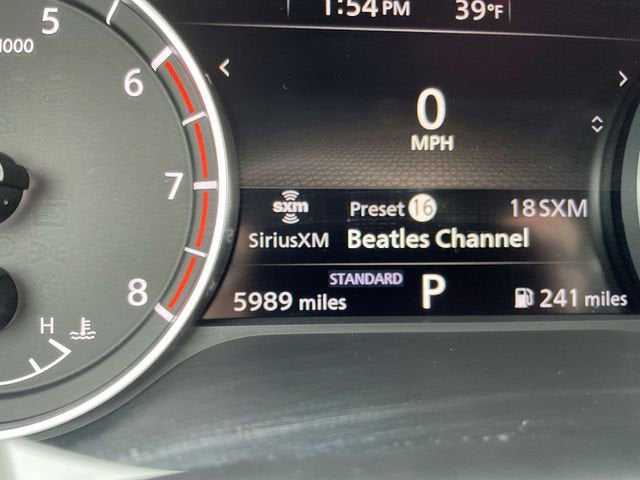 1:54 PM 39°F
5
1000
6
0
MPH
7
sxm Preset 16 18 SXM
SiriusXM Beatles Channel
8
STANDARD
5989 miles P 241 miles
H